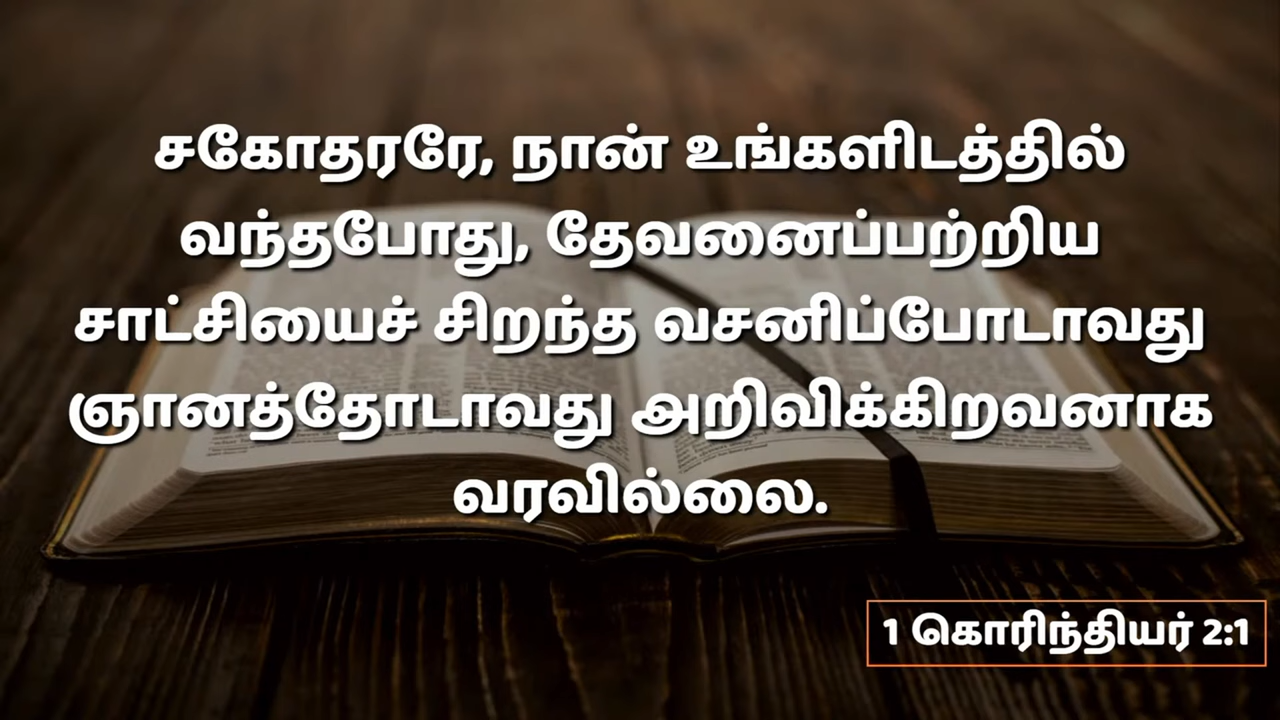 சகோதரரே, நான் உங்களிடத்தில்
வந்தபோது, தேவனைப்பற்றிய
சாட்சியைச் சிறந்த வசனிப்போடாவது
ஞானத்தோடாவது அறிவிக்கிறவனாக
வரவில்லை.
1 கொரிந்தியர் 2:1